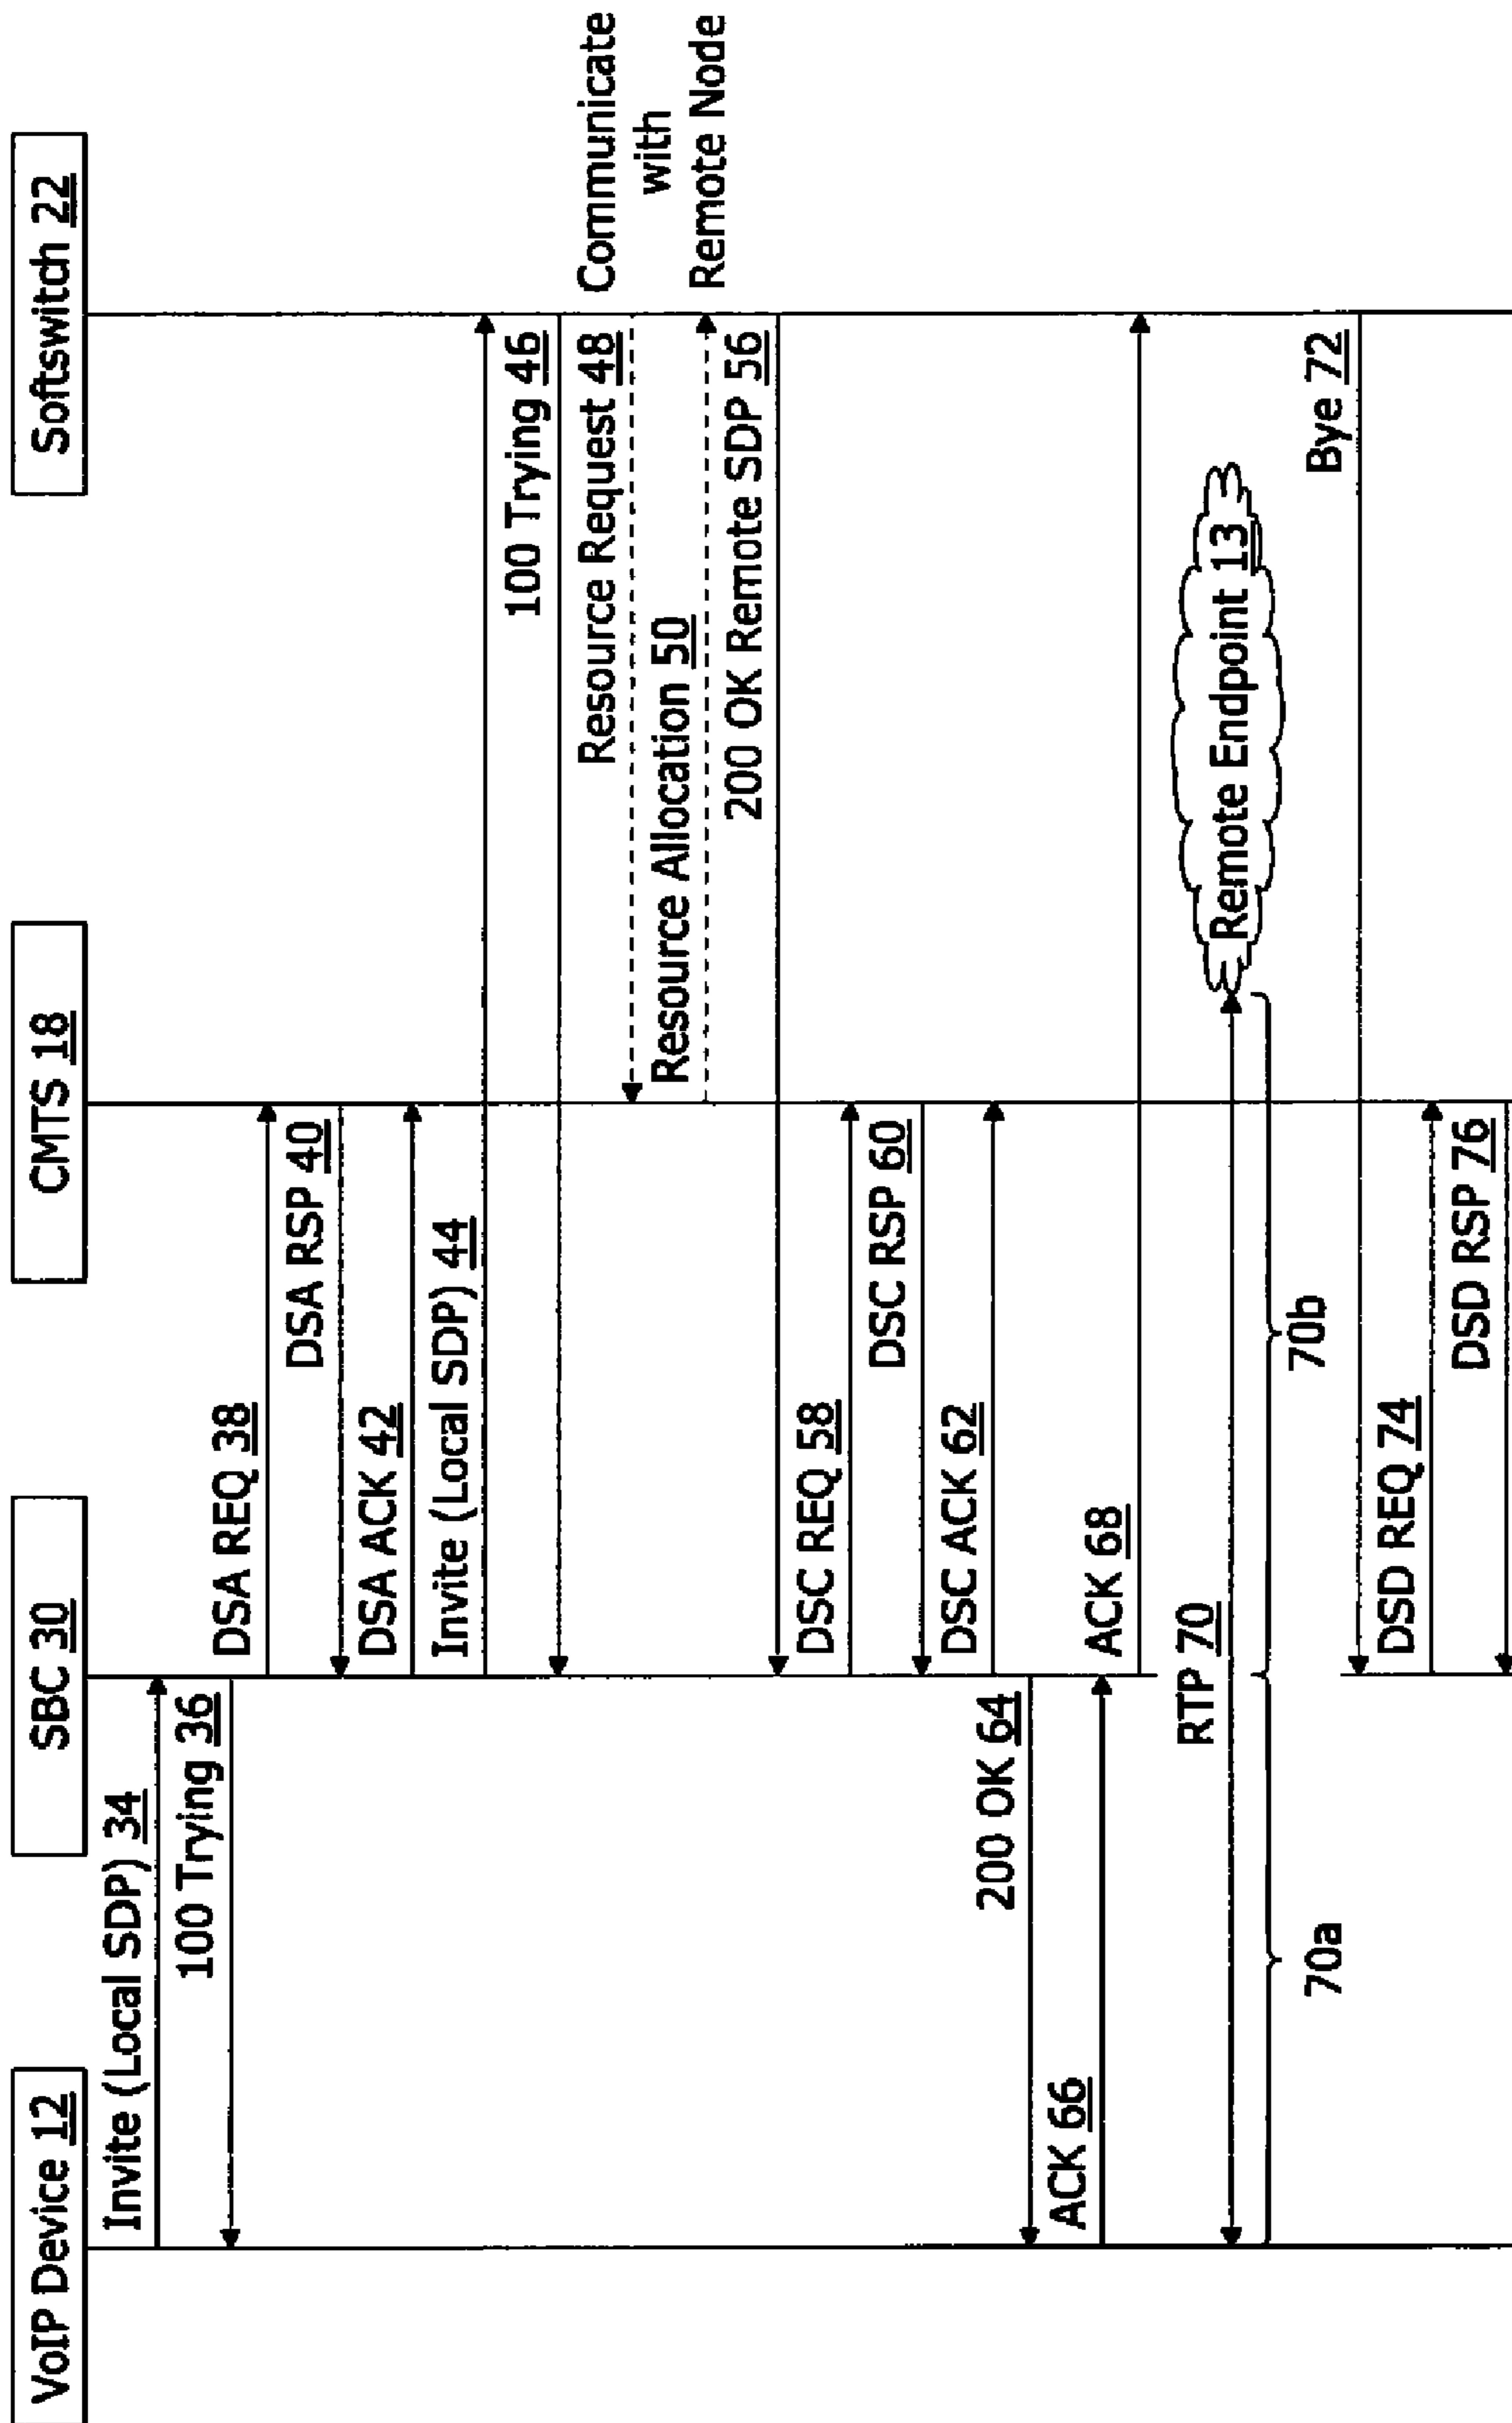 VoIP Device 12
SBC 30
CMTS 18
Softswitch 22
Invite (Local SDP) 34
100 Trying 36
DSA REQ 38
DSA RSP 40
DSA ACK 42
Invite (Local SDP) 44
100 Trying 46
Resource Request 48
Communicate
with
Remote Node
Resource Allocation 50
200 OK Remote SDP 56
DSC REQ 58
DSC RSP 60
DSC ACK 62
200 OK 64
ACK 66
ACK 68
RTP 70
Remote Endpoint 13
70a
70b
Bye 72
DSD REQ 74
DSD RSP 76